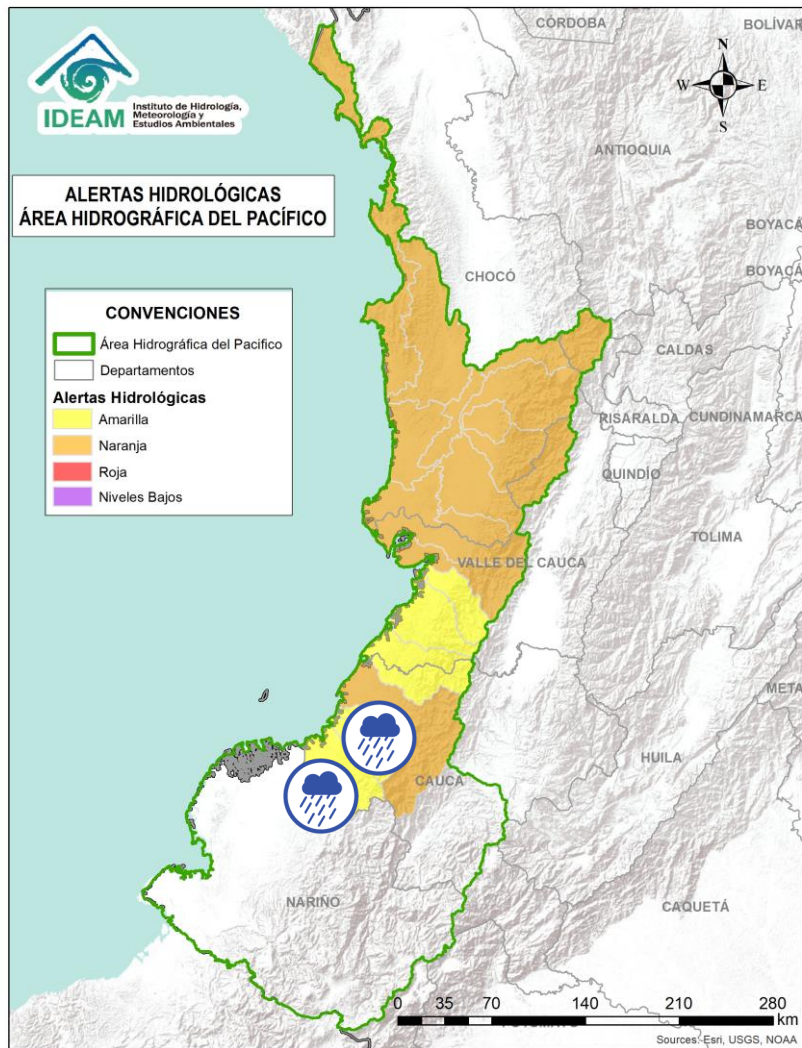 IDEAM
Instituto de Hidrología,
Meteorología y
Estudios Ambientales
ALERTAS HIDROLÓGICAS
ÁREA HIDROGRÁFICA DEL PACÍFICO
CONVENCIONES
Área Hidrográfica del Pacifico
Departamentos
Alertas Hidrológicas
Amarilla
Naranja
Roja
Niveles Bajos
N
W
E
S
CÓRDOBA
BOLÍVAR
ANTIOQUIA
BOYACÁ
BOYACÁ
CHOCÓ
CALDAS
RISARALDA
CUNDINAMARCA
QUINDÍO
TOLIMA
VALLE DEL CAUCA
META
HUILA
CAUCA
NARIÑO
CAQUETÁ
0 35 70 140 210 280
km
Sources: Esri, USGS, NOAA